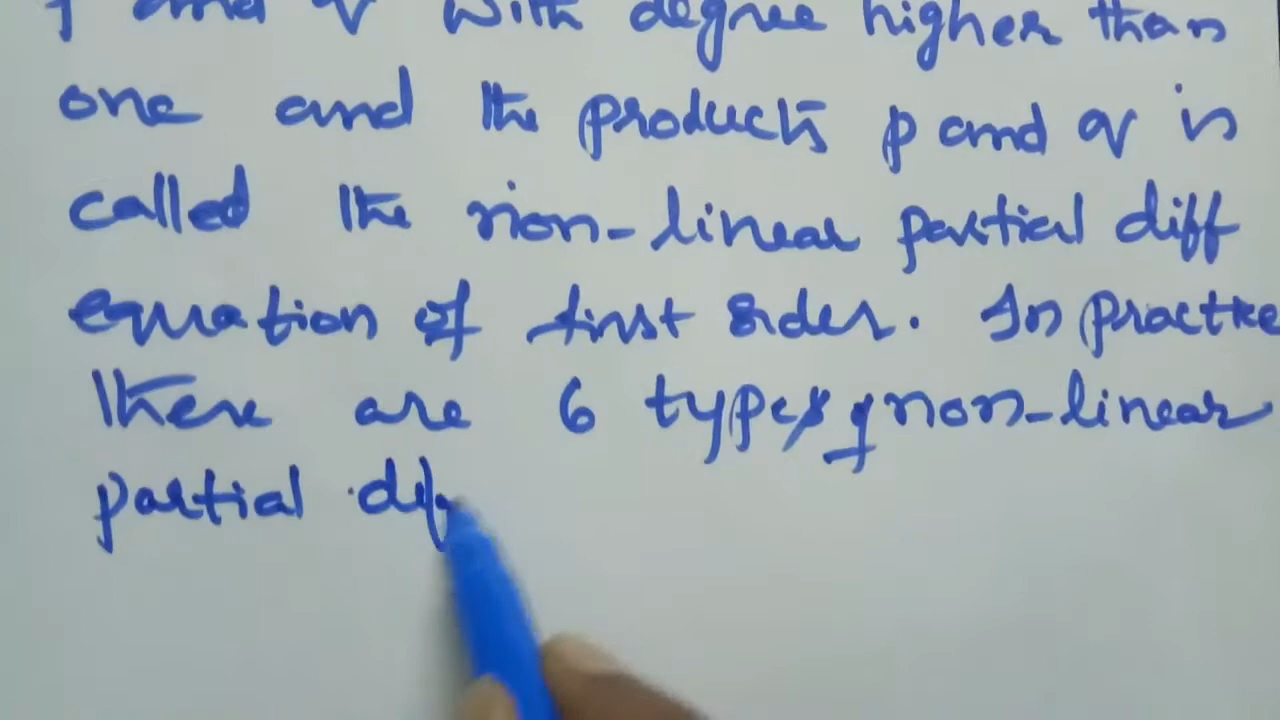 and q with degree higher than
one and the products p and q is
called the non-linear partial diff
equation of first order. In practice
there are 6 types of non-linear
partial dif